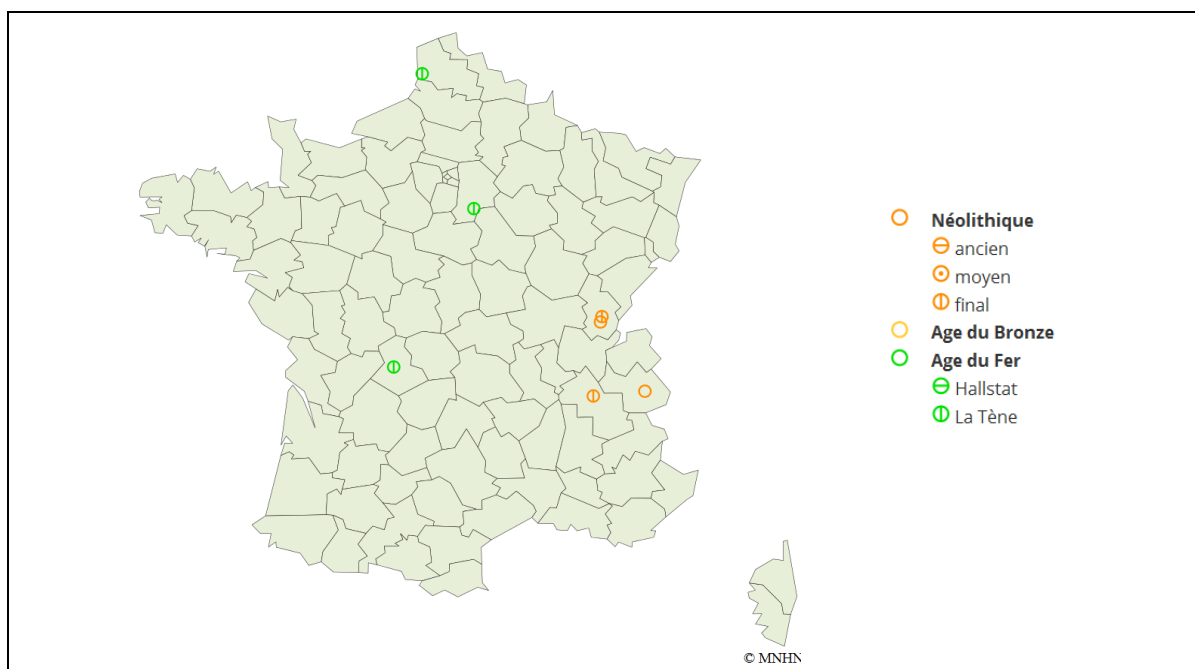 Néolithique
ancien
moyen
final
Age du Bronze
Age du Fer
Hallstat
La Tène
© MNHN